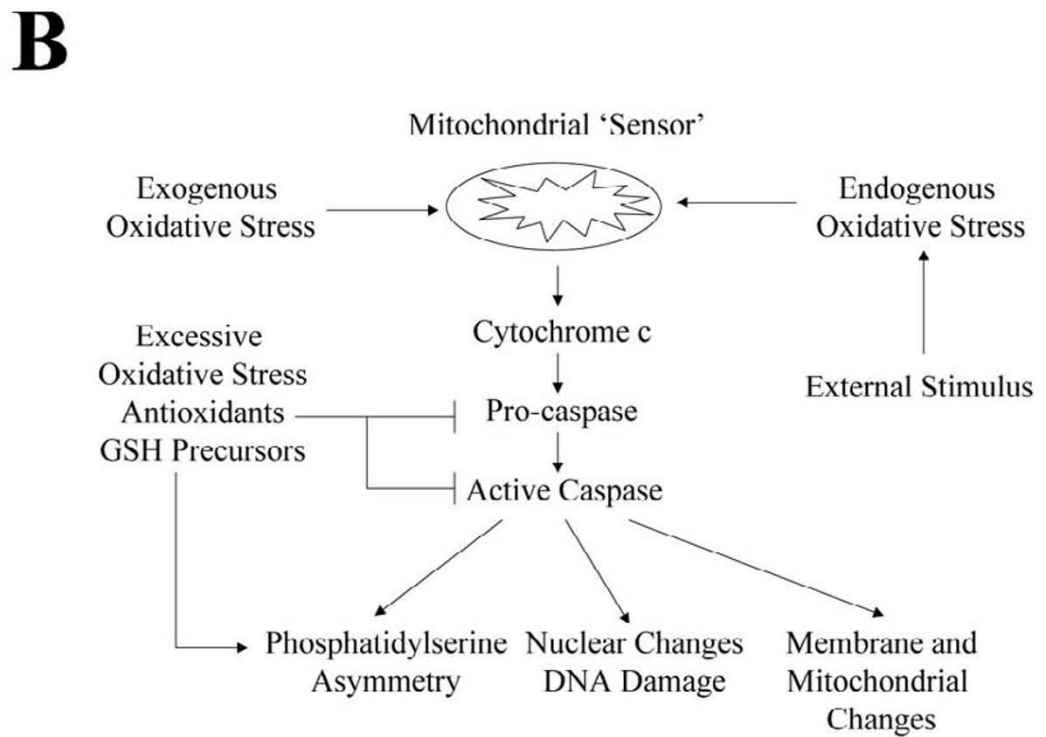 B
Mitochondrial ‘Sensor’
Exogenous
Oxidative Stress
Endogenous
Oxidative Stress
Cytochrome c
Excessive
Oxidative Stress
Antioxidants
GSH Precursors
External Stimulus
Pro-caspase
Active Caspase
Phosphatidylserine
Asymmetry
Nuclear Changes
DNA Damage
Membrane and
Mitochondrial
Changes